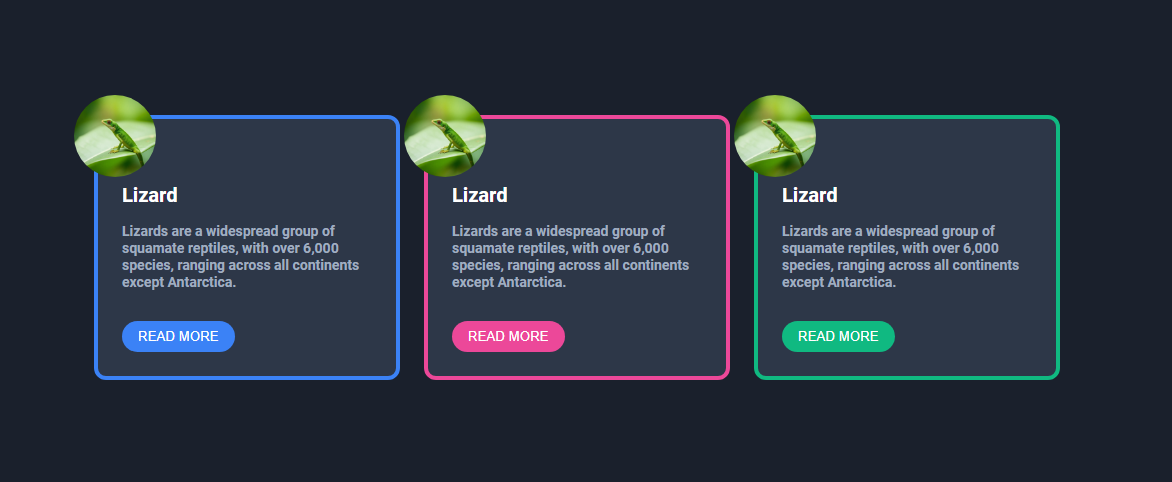 Lizard
Lizards are a widespread group of
squamate reptiles, with over 6,000
species, ranging across all continents
except Antarctica.
READ MORE
Lizard
Lizards are a widespread group of
squamate reptiles, with over 6,000
species, ranging across all continents
except Antarctica.
READ MORE
Lizard
Lizards are a widespread group of
squamate reptiles, with over 6,000
species, ranging across all continents
except Antarctica.
READ MORE